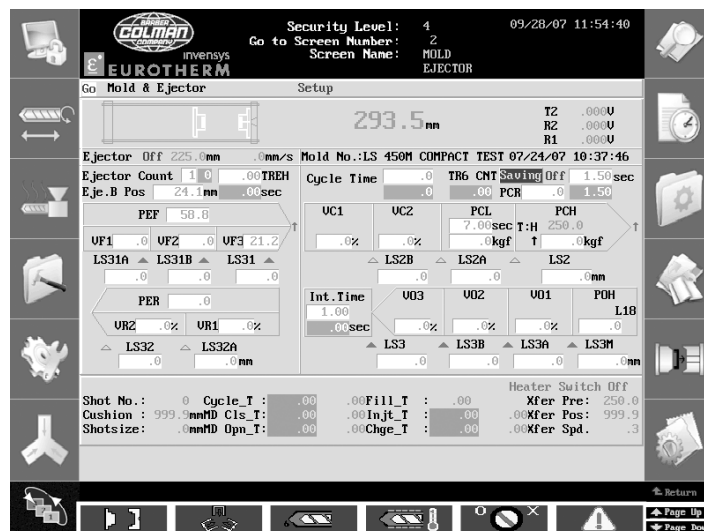 BARBER
COLMAN
COMPANY
invensys
EUROTHERM
Security Level: 4 09/28/07 11:54:40
Go to Screen Number: 2
Screen Name: MOLD
EJECTOR
Go Mold & Ejector Setup
293.5mm
T2 .000V
R2 .000V
R1 .000V
Ejector Off 225.0mm .0mm/s Mold No.:LS 450M COMPACT TEST 07/24/07 10:37:46
Ejector Count 1 0 .00TREH
Cycle Time .0 TR6 CNT Saving Off 1.50 sec
Eje.B Pos 24.1mm .00sec
.0 .00 PCR .0 1.50
PEF 58.8
VF1 .0 VF2 .0 VF3 21.2
LS31A LS31B LS31
.0 .0 .0
VC1 VC2 PCL PCH
7.00sec T:H 250.0
.0% .0% .0kgf ↑ .0kgf
LS2B LS2A LS2
.0 .0 .0mm
PER .0
VR2 .0% VR1 .0%
LS32 LS32A
.0 .0mm
Int.Time VO3 VO2 VO1 POH
1.00 L18
.00sec .0% .0% .0% .0
LS3 LS3B LS3A LS3M
.0 .0 .0 .0mm
Heater Switch Off
Shot No.: 0 Cycle_T : .00 .00Fill_T : .00 Xfer Pre: 250.0
Cushion : 999.9mmMD Cls_T: .00 .00Injt_T : .00 .00Xfer Pos: 999.9
Shotsize: .0mmMD Opn_T: .00 .00Chge_T : .00 .00Xfer Spd. .3
Return
Page Up
Page Dow